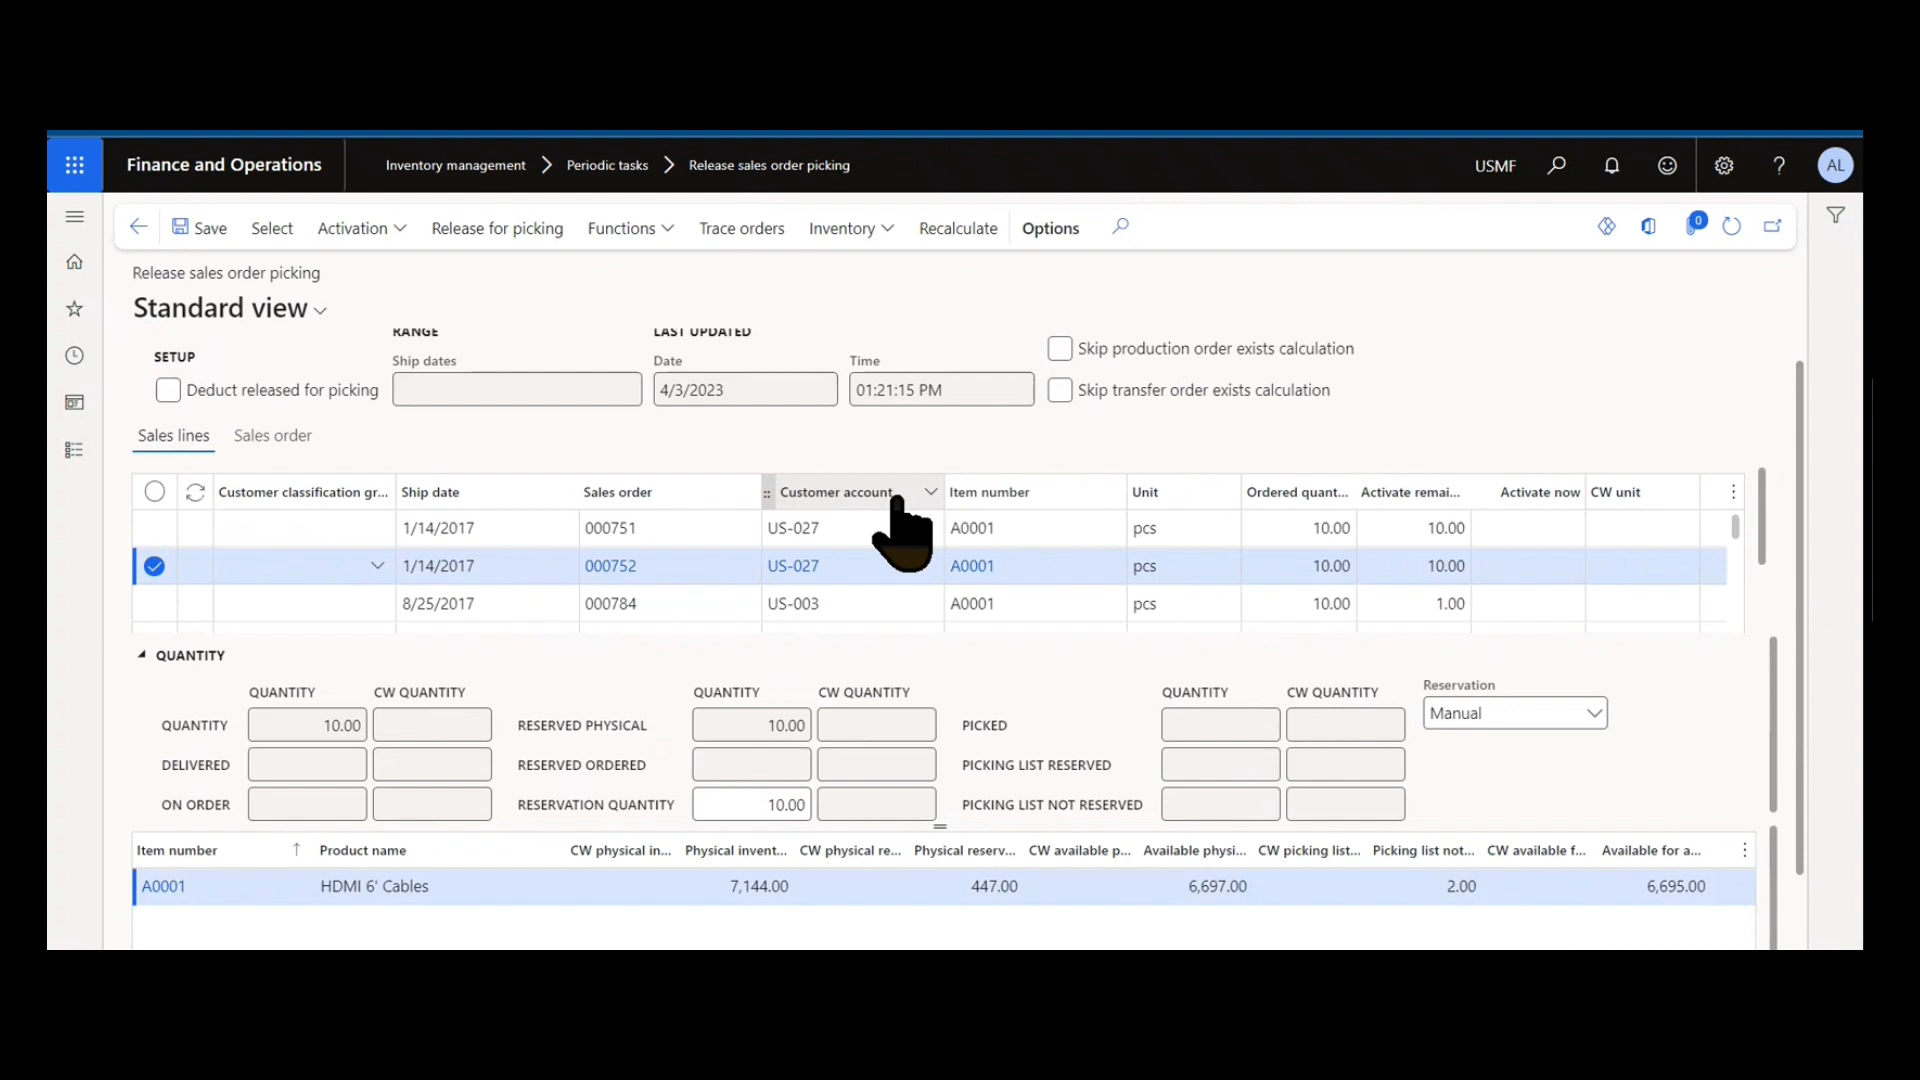 Finance and Operations
Inventory management
Periodic tasks
Release sales order picking
USMF
?
AL
Save
Select
Activation
Release for picking
Functions
Trace orders
Inventory
Recalculate
Options
0
Release sales order picking
Standard view
SETUP
Deduct released for picking
RANGE
Ship dates
LAST UPDATED
Date
4/3/2023
Time
01:21:15 PM
Skip production order exists calculation
Skip transfer order exists calculation
Sales lines Sales order
Customer classification gr... Ship date Sales order Customer account Item number Unit Ordered quant... Activate remai... Activate now CW unit
1/14/2017 000751 US-027 A0001 pcs 10.00 10.00
1/14/2017 000752 US-027 A0001 pcs 10.00 10.00
8/25/2017 000784 US-003 A0001 pcs 10.00 1.00
QUANTITY
QUANTITY CW QUANTITY QUANTITY CW QUANTITY QUANTITY CW QUANTITY Reservation
QUANTITY 10.00 RESERVED PHYSICAL 10.00 PICKED Manual
DELIVERED RESERVED ORDERED PICKING LIST RESERVED
ON ORDER RESERVATION QUANTITY 10.00 PICKING LIST NOT RESERVED
Item number Product name CW physical in... Physical invent... CW physical re... Physical reserv... CW available p... Available physi... CW picking list... Picking list not... CW available f... Available for a...
A0001 HDMI 6' Cables 7,144.00 447.00 6,697.00 2.00 6,695.00